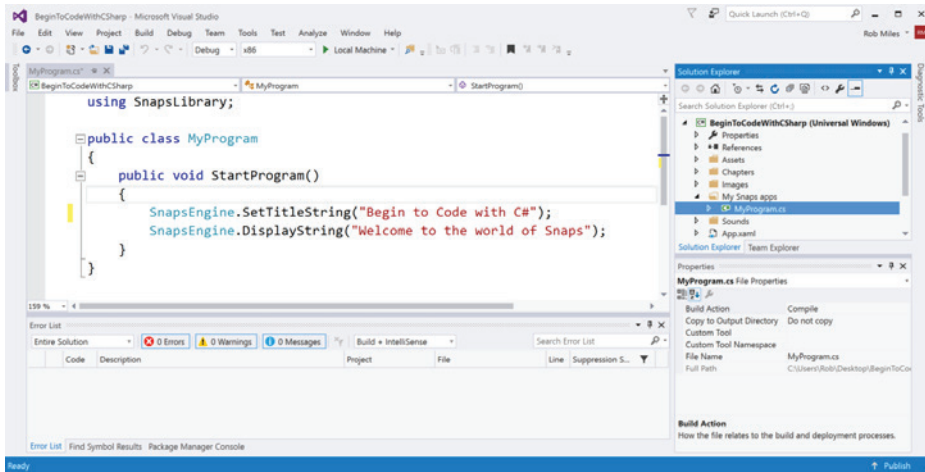 BeginToCodeWithCSharp - Microsoft Visual Studio
Quick Launch (Ctrl+Q)
File Edit View Project Build Debug Team Tools Test Analyze Window Help
Rob Miles
RM
Debug x86 Local Machine
Toolbox
MyProgram.cs*
BeginToCodeWithCSharp MyProgram StartProgram()
using SnapsLibrary;
public class MyProgram
{
public void StartProgram()
{
SnapsEngine.SetTitleString("Begin to Code with C#");
SnapsEngine.DisplayString("Welcome to the world of Snaps");
}
}
159 %
Error List
Entire Solution 0 Errors 0 Warnings 0 Messages Build + IntelliSense Search Error List
Code Description Project File Line Suppression S...
Error List Find Symbol Results Package Manager Console
Solution Explorer
Search Solution Explorer (Ctrl+;)
BeginToCodeWithCSharp (Universal Windows)
Properties
References
Assets
Chapters
Images
My Snaps apps
MyProgram.cs
Sounds
App.xaml
Solution Explorer Team Explorer
Properties
MyProgram.cs File Properties
Build Action Compile
Copy to Output Directory Do not copy
Custom Tool
Custom Tool Namespace
File Name MyProgram.cs
Full Path C:\Users\Rob\Desktop\BeginToCo
Build Action
How the file relates to the build and deployment processes.
Diagnostic Tools
Ready
Publish